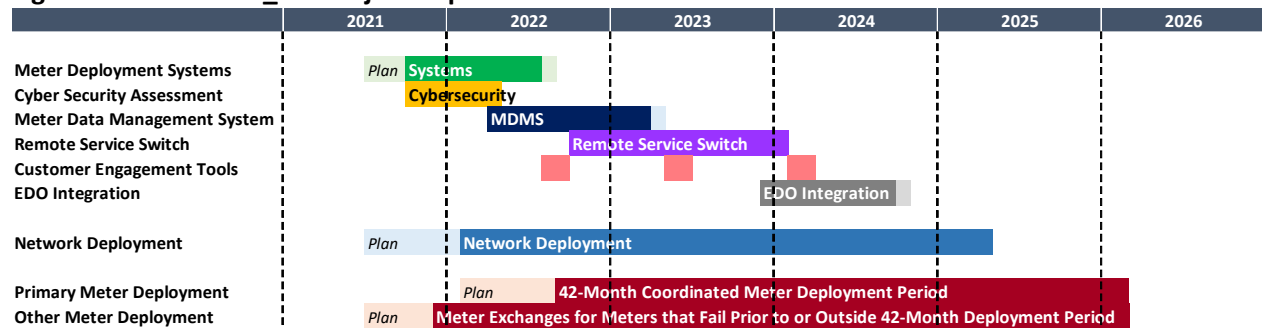 2021 2022 2023 2024 2025 2026
Meter Deployment Systems Plan Systems
Cyber Security Assessment Cybersecurity
Meter Data Management System MDMS
Remote Service Switch Remote Service Switch
Customer Engagement Tools
EDO Integration EDO Integration
Network Deployment Plan Network Deployment
Primary Meter Deployment Plan 42-Month Coordinated Meter Deployment Period
Other Meter Deployment Plan Meter Exchanges for Meters that Fail Prior to or Outside 42-Month Deployment Period